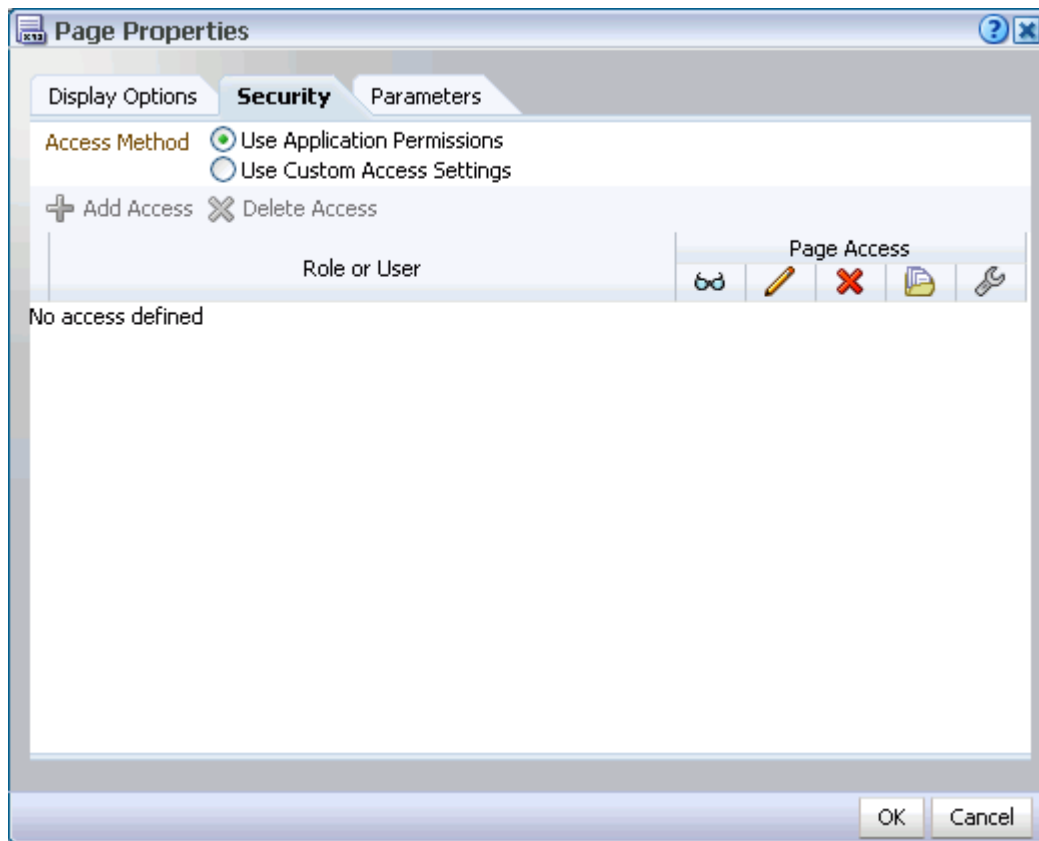 Page Properties
Display Options Security Parameters
Access Method Use Application Permissions
Use Custom Access Settings
Add Access Delete Access
Role or User
Page Access
No access defined
OK Cancel